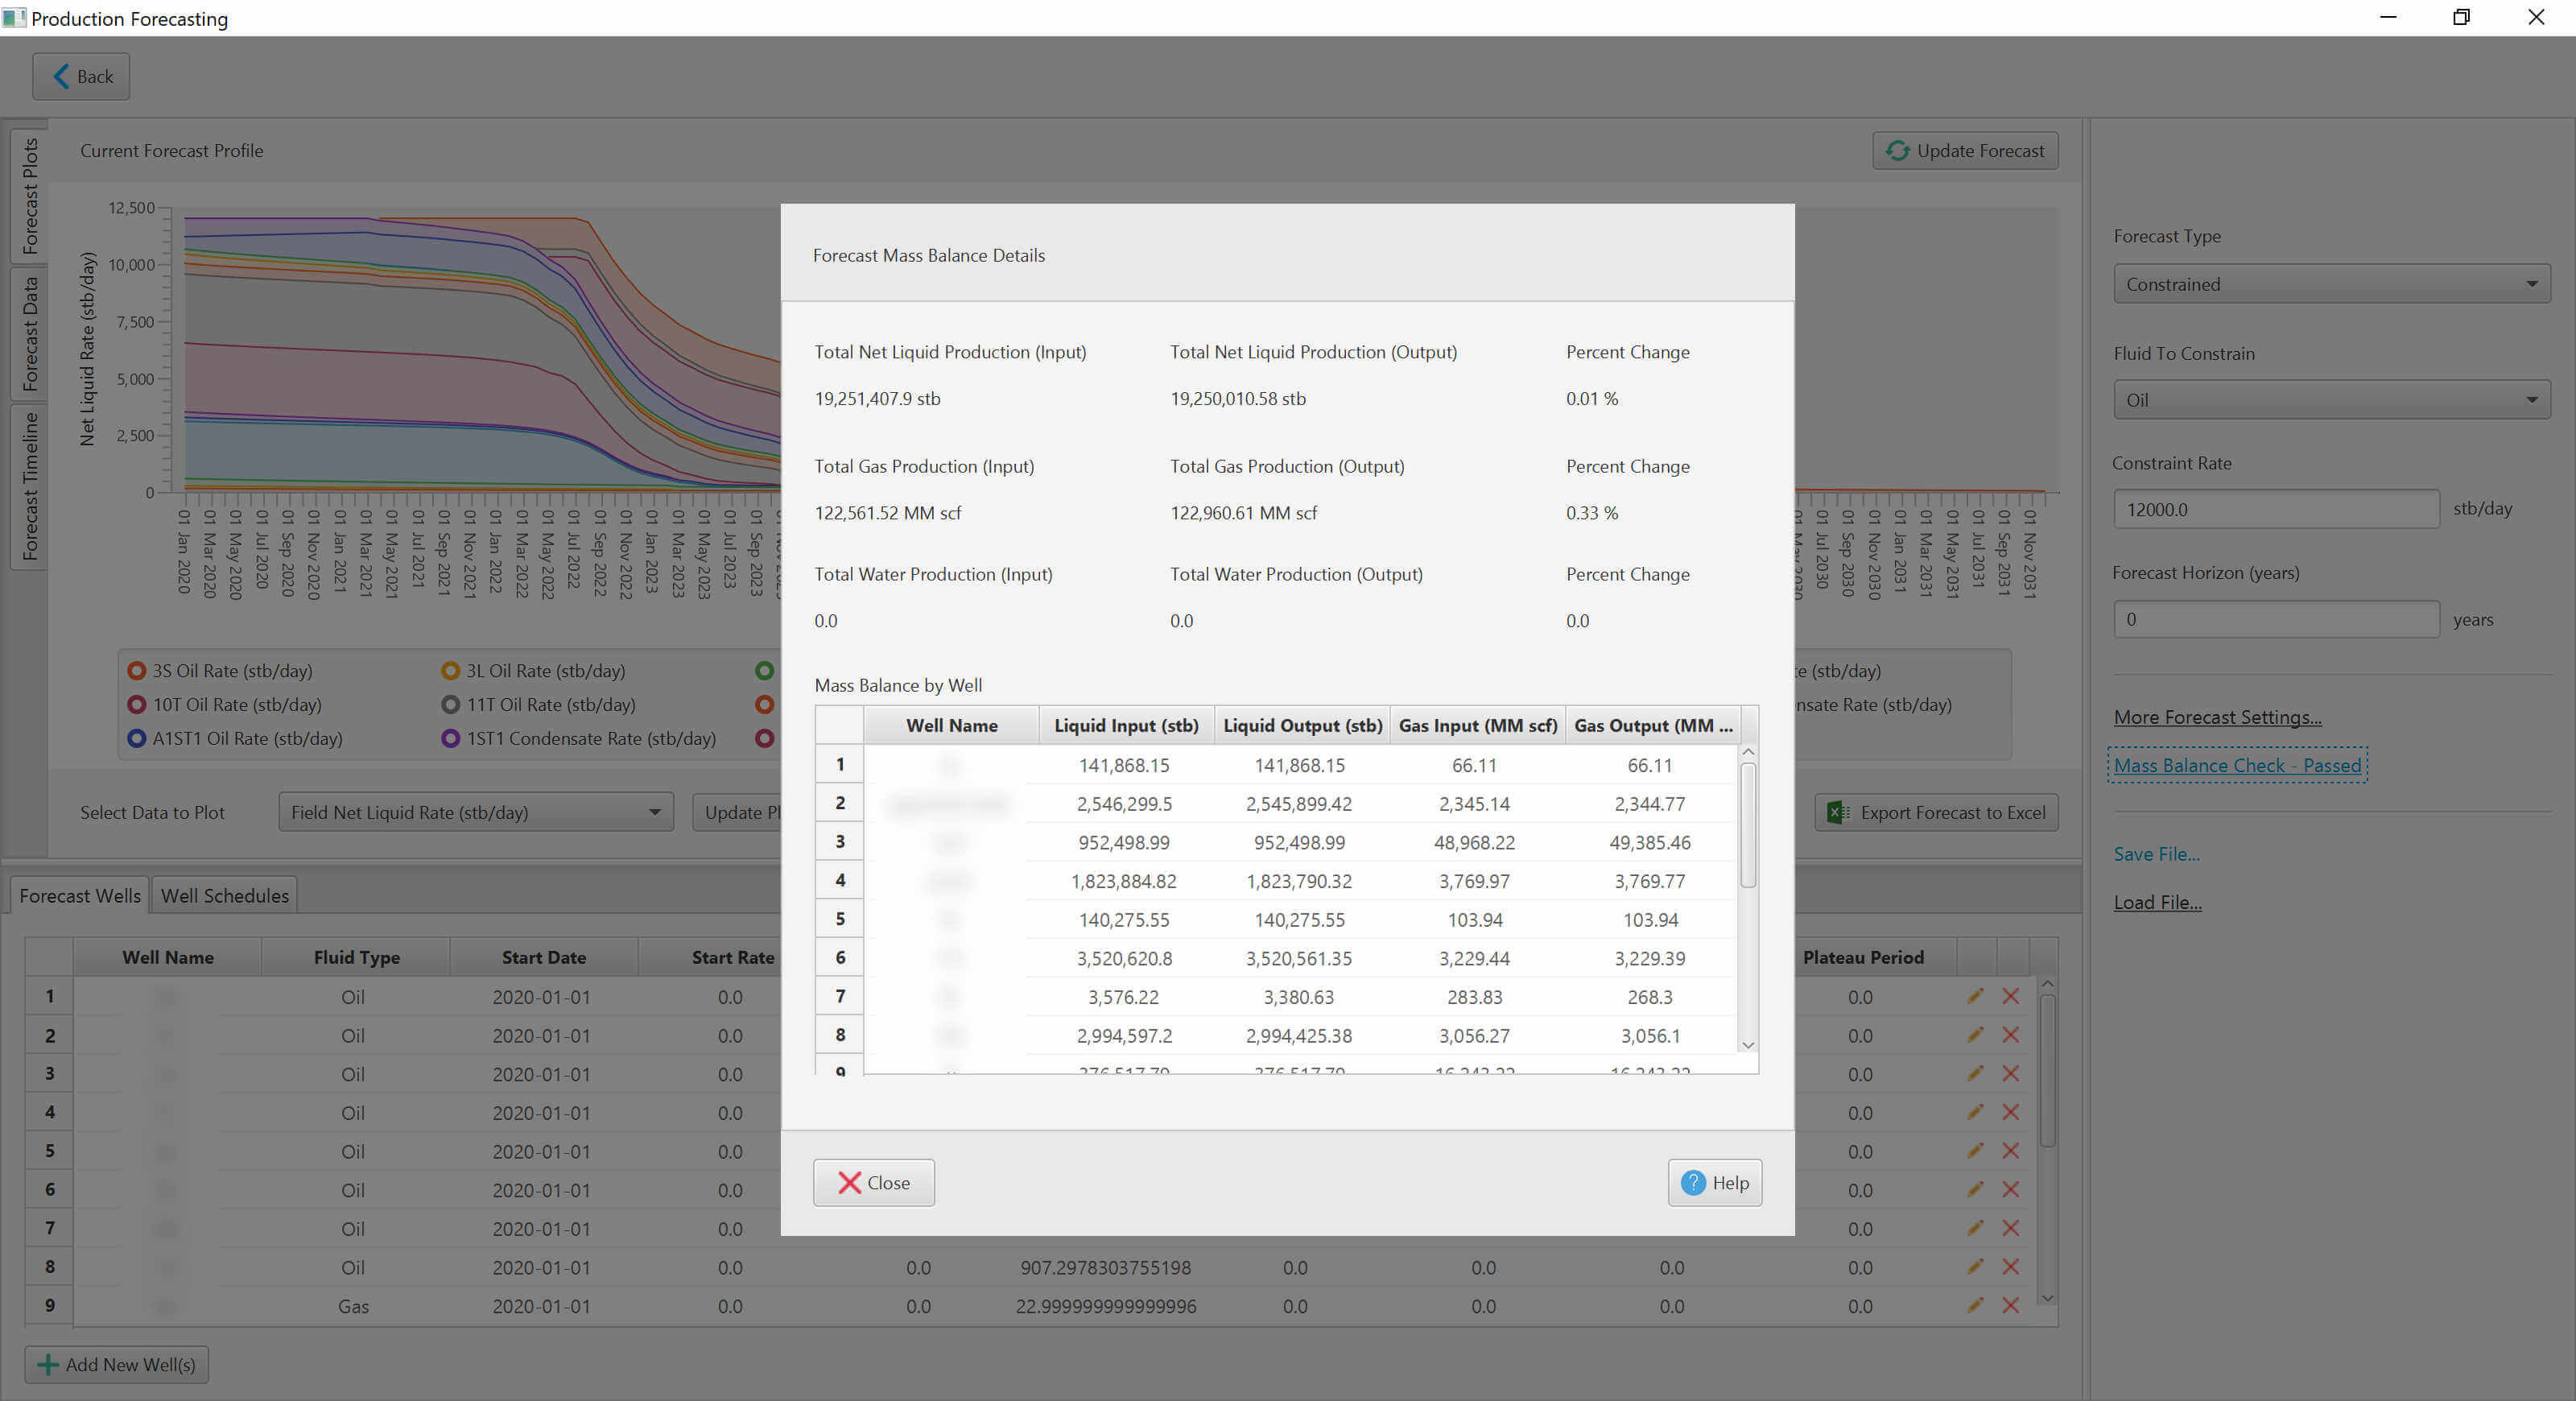 Production Forecasting
Back
Forecast Plots
Forecast Data
Forecast Timeline
Current Forecast Profile
Update Forecast
Net Liquid Rate (stb/day)
12,500
10,000
7,500
5,000
2,500
0
01 Jan 2020
01 Mar 2020
01 May 2020
01 Jul 2020
01 Sep 2020
01 Nov 2020
01 Jan 2021
01 Mar 2021
01 May 2021
01 Jul 2021
01 Sep 2021
01 Nov 2021
01 Jan 2022
01 Mar 2022
01 May 2022
01 Jul 2022
01 Sep 2022
01 Nov 2022
01 Jan 2023
01 Mar 2023
01 May 2023
01 Jul 2023
01 Sep 2023
01 May 2030
01 Jul 2030
01 Sep 2030
01 Nov 2030
01 Jan 2031
01 Mar 2031
01 May 2031
01 Jul 2031
01 Sep 2031
01 Nov 2031
3S Oil Rate (stb/day)
3L Oil Rate (stb/day)
(stb/day)
10T Oil Rate (stb/day)
11T Oil Rate (stb/day)
Rate (stb/day)
A1ST1 Oil Rate (stb/day)
1ST1 Condensate Rate (stb/day)
Select Data to Plot
Field Net Liquid Rate (stb/day)
Update Pl
Export Forecast to Excel
Forecast Mass Balance Details
Total Net Liquid Production (Input)
Total Net Liquid Production (Output)
Percent Change
19,251,407.9 stb
19,250,010.58 stb
0.01 %
Total Gas Production (Input)
Total Gas Production (Output)
Percent Change
122,561.52 MM scf
122,960.61 MM scf
0.33 %
Total Water Production (Input)
Total Water Production (Output)
Percent Change
0.0
0.0
0.0
Mass Balance by Well
Well Name Liquid Input (stb) Liquid Output (stb) Gas Input (MM scf) Gas Output (MM ...
1 141,868.15 141,868.15 66.11 66.11
2 2,546,299.5 2,545,899.42 2,345.14 2,344.77
3 952,498.99 952,498.99 48,968.22 49,385.46
4 1,823,884.82 1,823,790.32 3,769.97 3,769.77
5 140,275.55 140,275.55 103.94 103.94
6 3,520,620.8 3,520,561.35 3,229.44 3,229.39
7 3,576.22 3,380.63 283.83 268.3
8 2,994,597.2 2,994,425.38 3,056.27 3,056.1
9 376,517.79 376,517.79 16,243.22 16,243.22
Close
Help
Forecast Type
Constrained
Fluid To Constrain
Oil
Constraint Rate
12000.0 stb/day
Forecast Horizon (years)
0 years
More Forecast Settings...
Mass Balance Check - Passed
Save File...
Load File...
Forecast Wells
Well Schedules
Well Name Fluid Type Start Date Start Rate Plateau Period
1 Oil 2020-01-01 0.0 0.0
2 Oil 2020-01-01 0.0 0.0
3 Oil 2020-01-01 0.0 0.0
4 Oil 2020-01-01 0.0 0.0
5 Oil 2020-01-01 0.0 0.0
6 Oil 2020-01-01 0.0 0.0
7 Oil 2020-01-01 0.0 0.0
8 Oil 2020-01-01 0.0 0.0 907.2978303755198 0.0 0.0 0.0 0.0
9 Gas 2020-01-01 0.0 0.0 22.999999999999996 0.0 0.0 0.0 0.0
Add New Well(s)